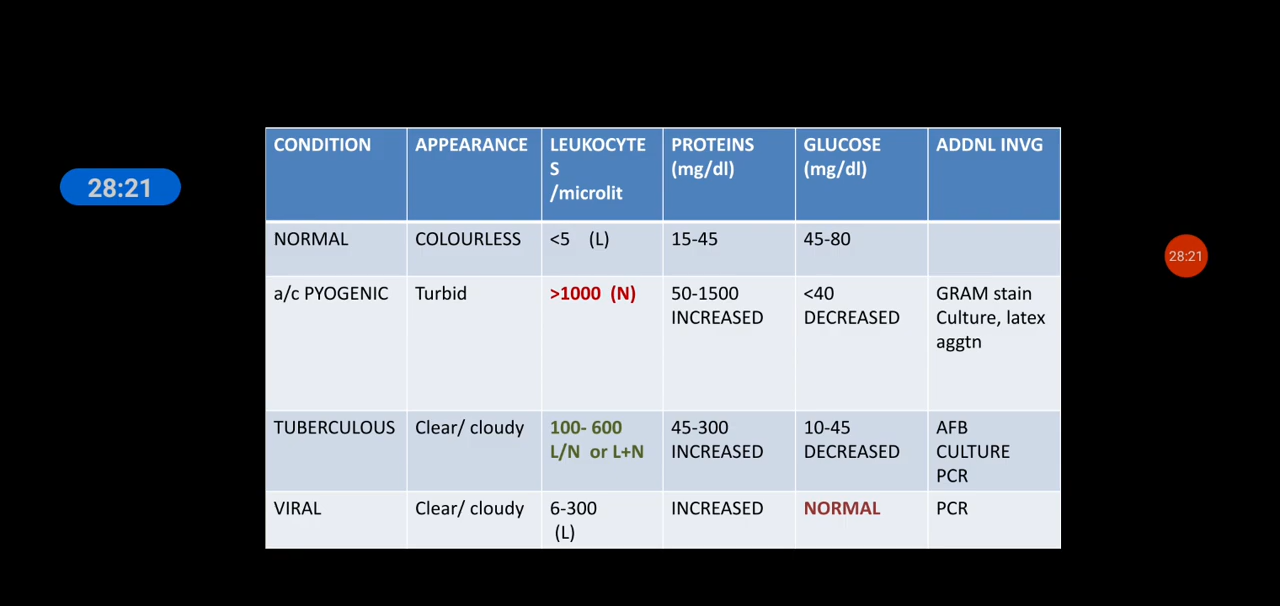 28:21
CONDITION
APPEARANCE
LEUKOCYTE
S
/microlit
PROTEINS
(mg/dl)
GLUCOSE
(mg/dl)
ADDNL INVG
NORMAL
COLOURLESS
<5 (L)
15-45
45-80
a/c PYOGENIC
Turbid
>1000 (N)
50-1500
INCREASED
<40
DECREASED
GRAM stain
Culture, latex
aggtn
TUBERCULOUS
Clear/ cloudy
100- 600
L/N or L+N
45-300
INCREASED
10-45
DECREASED
AFB
CULTURE
PCR
VIRAL
Clear/ cloudy
6-300
(L)
INCREASED
NORMAL
PCR
28:21